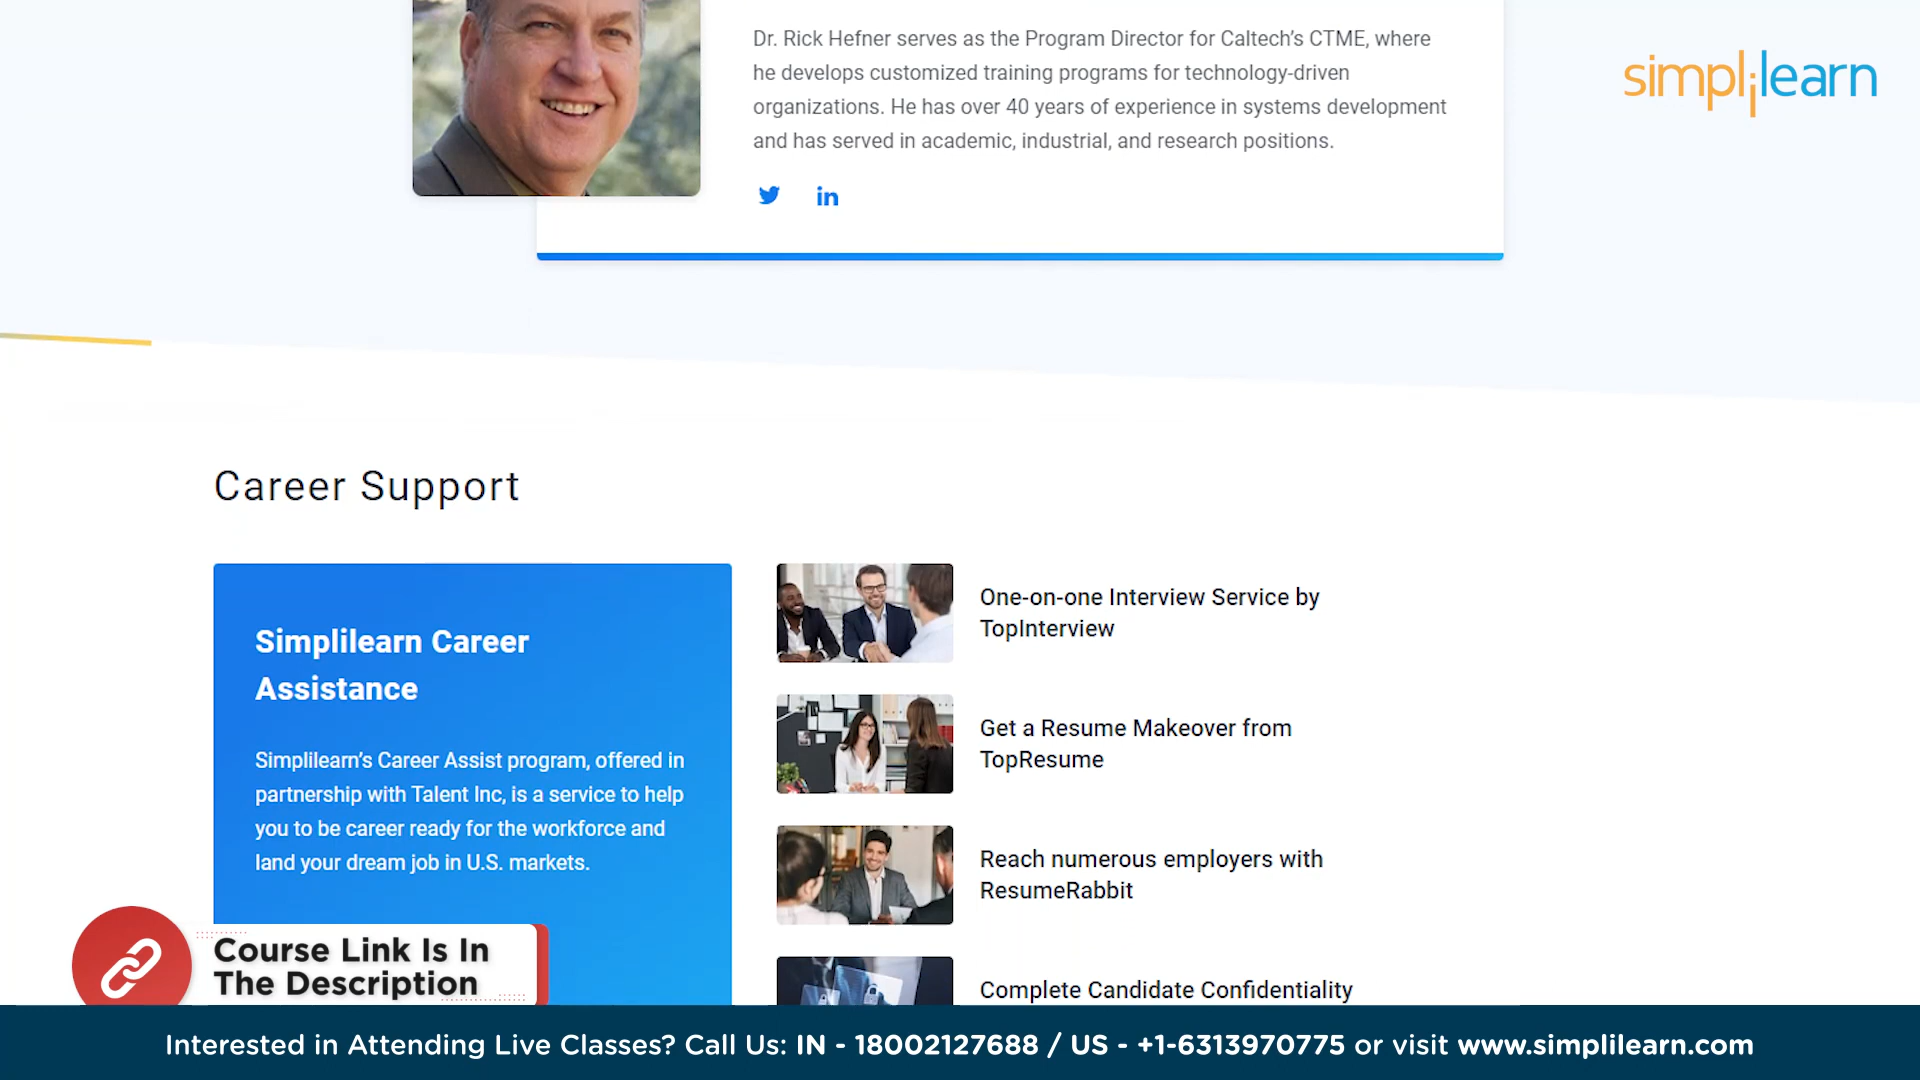 Dr. Rick Hefner serves as the Program Director for Caltech’s CTME, where
he develops customized training programs for technology-driven
organizations. He has over 40 years of experience in systems development
and has served in academic, industrial, and research positions.
simplilearn
Career Support
Simplilearn Career
Assistance
Simplilearn’s Career Assist program, offered in
partnership with Talent Inc, is a service to help
you to be career ready for the workforce and
land your dream job in U.S. markets.
One-on-one Interview Service by
TopInterview
Get a Resume Makeover from
TopResume
Reach numerous employers with
ResumeRabbit
Complete Candidate Confidentiality
Course Link Is In
The Description
Interested in Attending Live Classes? Call Us: IN - 18002127688 / US - +1-6313970775 or visit www.simplilearn.com